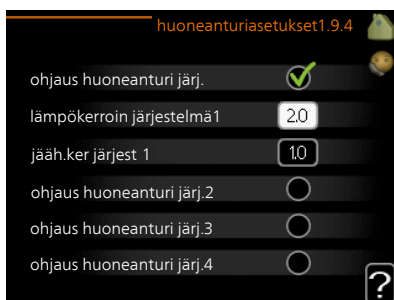 huoneanturiasetukset1.9.4
ohjaus huoneanturi järj.
lämpökerroin järjestelmä1 2.0
jääh.ker järjest 1 1.0
ohjaus huoneanturi järj.2
ohjaus huoneanturi järj.3
ohjaus huoneanturi järj.4
?